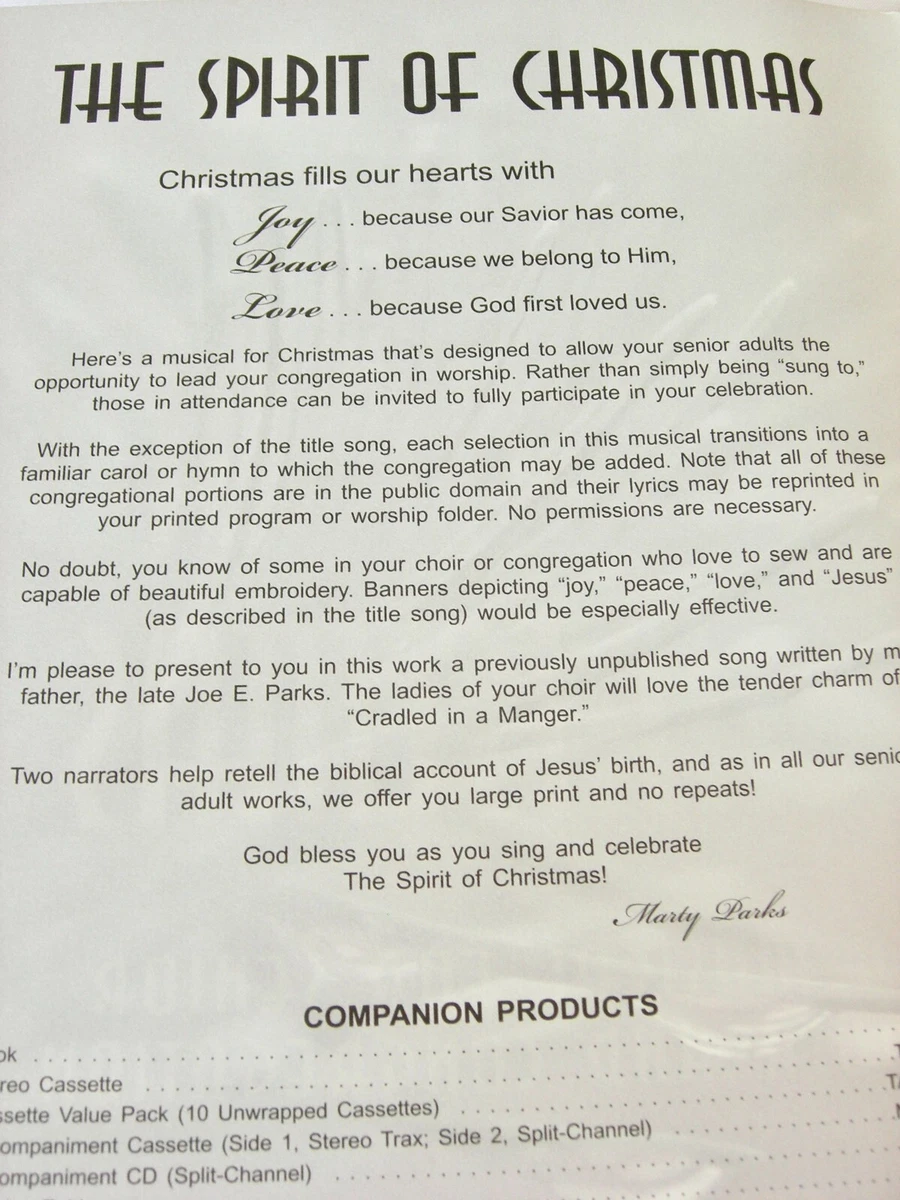 THE SPIRIT OF CHRISTMAS
Christmas fills our hearts with
Joy . . . because our Savior has come,
Peace . . . because we belong to Him,
Love . . . because God first loved us.
Here's a musical for Christmas that's designed to allow your senior adults the
opportunity to lead your congregation in worship. Rather than simply being “sung to,”
those in attendance can be invited to fully participate in your celebration.
With the exception of the title song, each selection in this musical transitions into a
familiar carol or hymn to which the congregation may be added. Note that all of these
congregational portions are in the public domain and their lyrics may be reprinted in
your printed program or worship folder. No permissions are necessary.
No doubt, you know of some in your choir or congregation who love to sew and are
capable of beautiful embroidery. Banners depicting “joy,” “peace,” “love,” and “Jesus”
(as described in the title song) would be especially effective.
I'm please to present to you in this work a previously unpublished song written by m
father, the late Joe E. Parks. The ladies of your choir will love the tender charm of
“Cradled in a Manger.”
Two narrators help retell the biblical account of Jesus' birth, and as in all our senio
adult works, we offer you large print and no repeats!
God bless you as you sing and celebrate
The Spirit of Christmas!
Marty Parks
COMPANION PRODUCTS
ok
reo Cassette
ssette Value Pack (10 Unwrapped Cassettes)
ompaniment Cassette (Side 1, Stereo Trax; Side 2, Split-Channel)
ompaniment CD (Split-Channel)